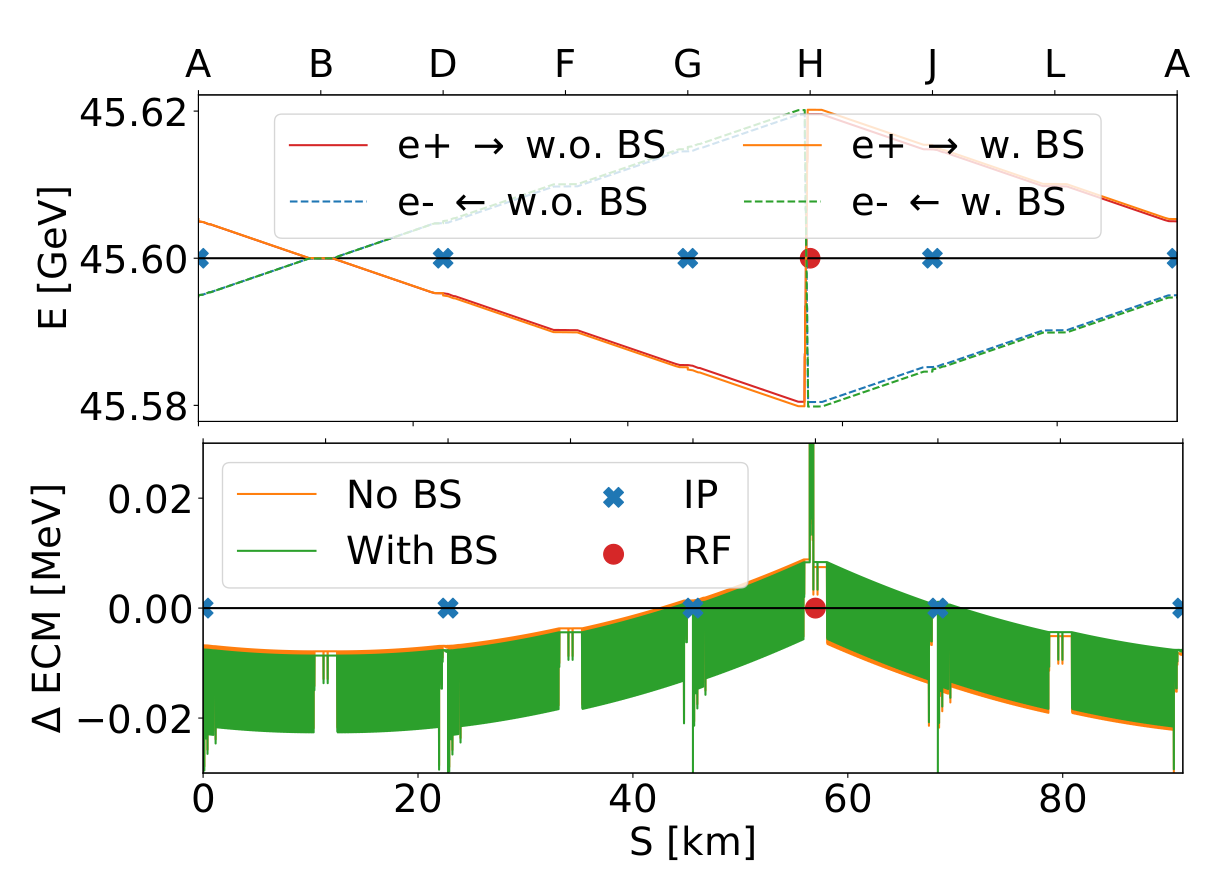 A B D F G H J L A
45.62
e+ → w.o. BS e+ → w. BS
e- ← w.o. BS e- ← w. BS
E [GeV]
45.60
45.58
No BS IP
With BS RF
0.02
0.00
−0.02
Δ ECM [MeV]
0 20 40 60 80
S [km]